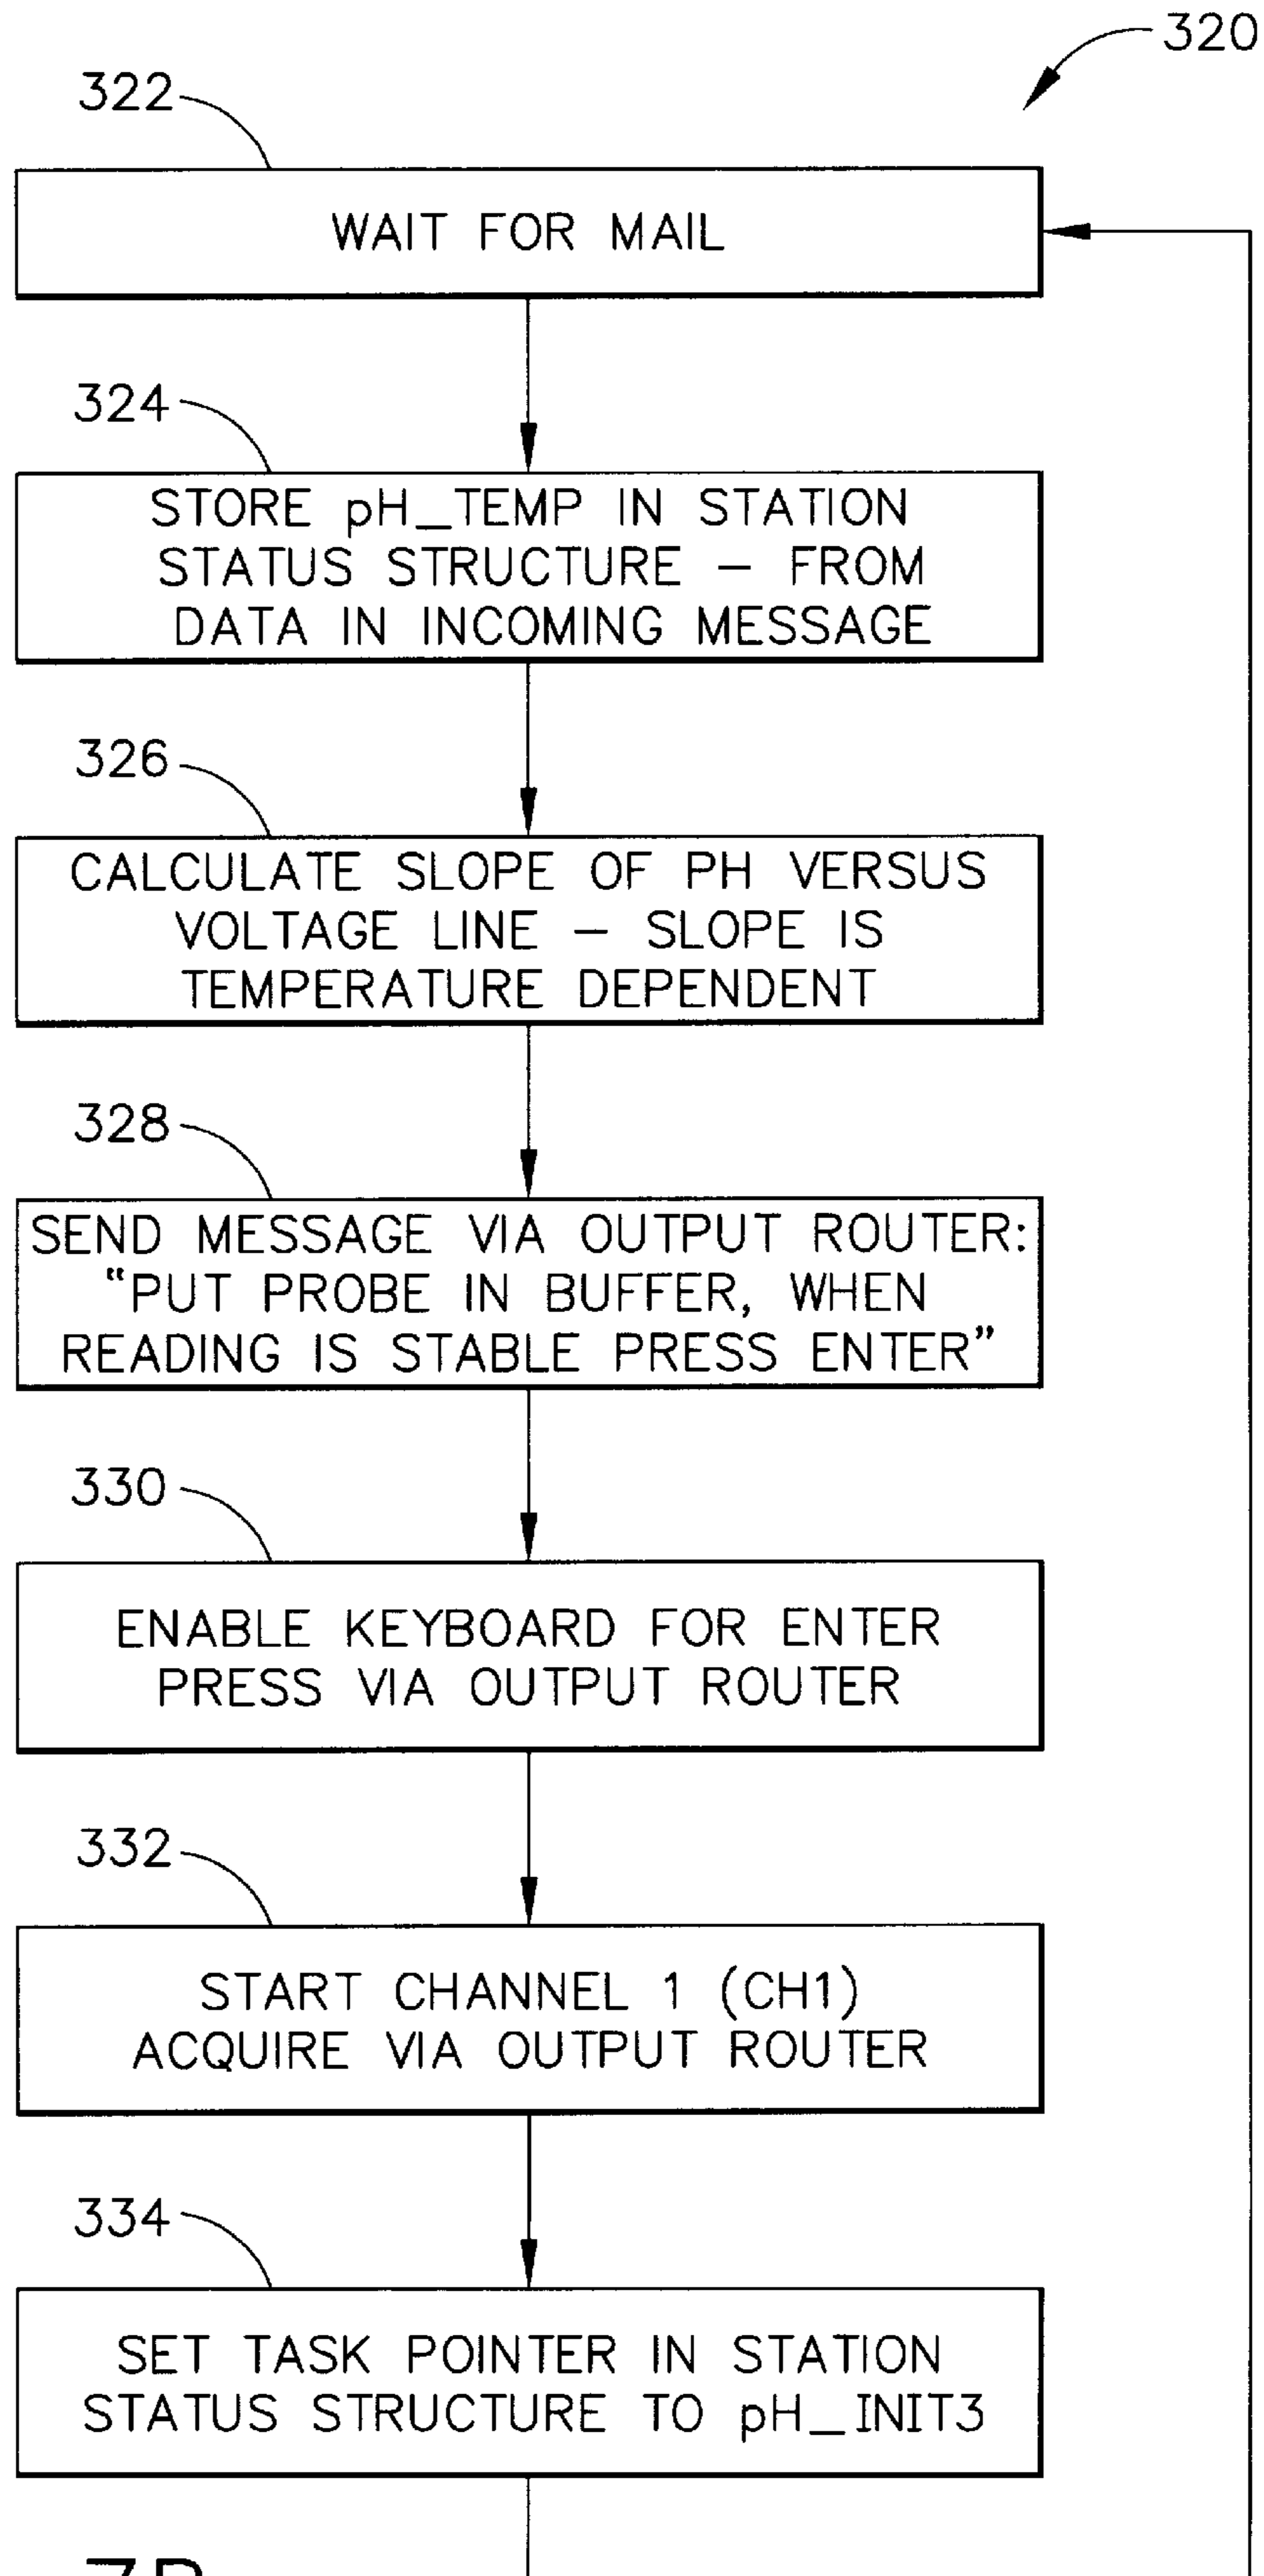 320
322
WAIT FOR MAIL
324
STORE pH_TEMP IN STATION
STATUS STRUCTURE – FROM
DATA IN INCOMING MESSAGE
326
CALCULATE SLOPE OF PH VERSUS
VOLTAGE LINE – SLOPE IS
TEMPERATURE DEPENDENT
328
SEND MESSAGE VIA OUTPUT ROUTER:
“PUT PROBE IN BUFFER, WHEN
READING IS STABLE PRESS ENTER”
330
ENABLE KEYBOARD FOR ENTER
PRESS VIA OUTPUT ROUTER
332
START CHANNEL 1 (CH1)
ACQUIRE VIA OUTPUT ROUTER
334
SET TASK POINTER IN STATION
STATUS STRUCTURE TO pH_INIT3